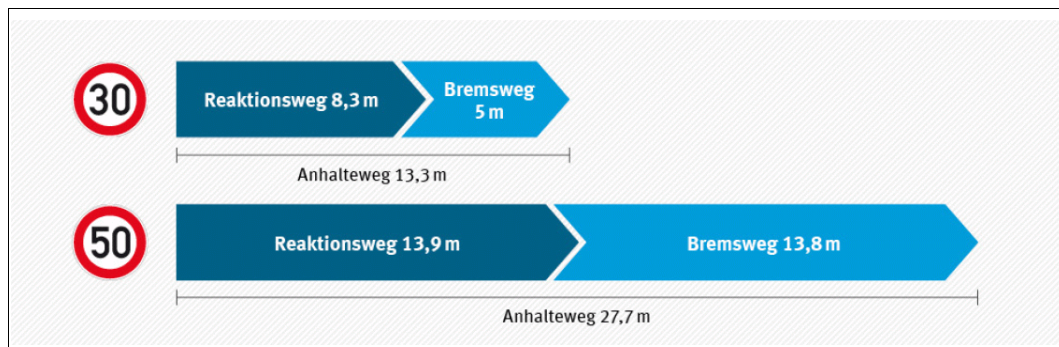 30
Reaktionsweg 8,3 m
Bremsweg
5 m
Anhalteweg 13,3 m
50
Reaktionsweg 13,9 m
Bremsweg 13,8 m
Anhalteweg 27,7 m